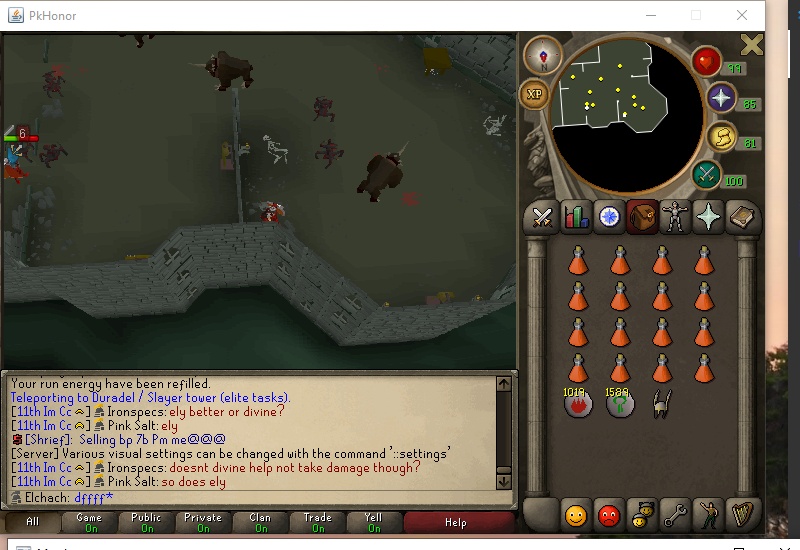 PkHonor
N
XP
99
85
81
100
6
1019
1589
Your run energy have been refilled.
Teleporting to Duradel / Slayer tower (elite tasks).
[11th Im Cc] Ironspecs: ely better or divine?
[11th Im Cc] Pink Salt: ely
[Shrief]: Selling bp 7b Pm me@@@
[Server] Various visual settings can be changed with the command '::settings'
[11th Im Cc] Ironspecs: doesnt divine help not take damage though?
[11th Im Cc] Pink Salt: so does ely
Elchach: dffff*
All
Game
On
Public
On
Private
On
Clan
On
Trade
On
Yell
On
Help